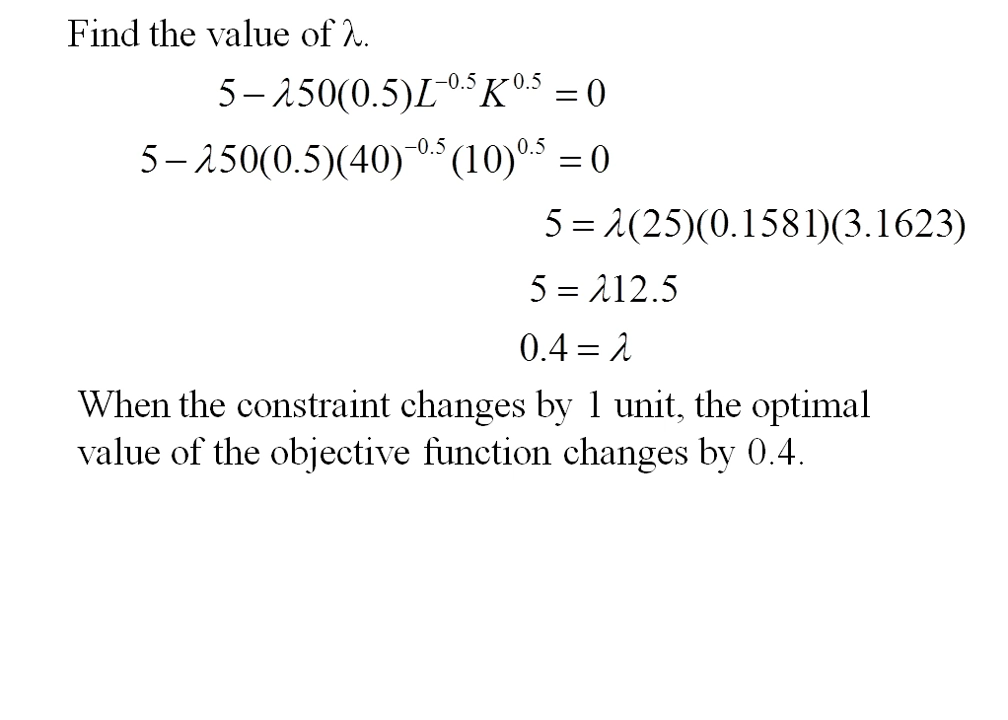 Find the value of λ.
5 − λ50(0.5)L^{−0.5}K^{0.5} = 0
5 − λ50(0.5)(40)^{−0.5}(10)^{0.5} = 0
5 = λ(25)(0.1581)(3.1623)
5 = λ12.5
0.4 = λ
When the constraint changes by 1 unit, the optimal
value of the objective function changes by 0.4.